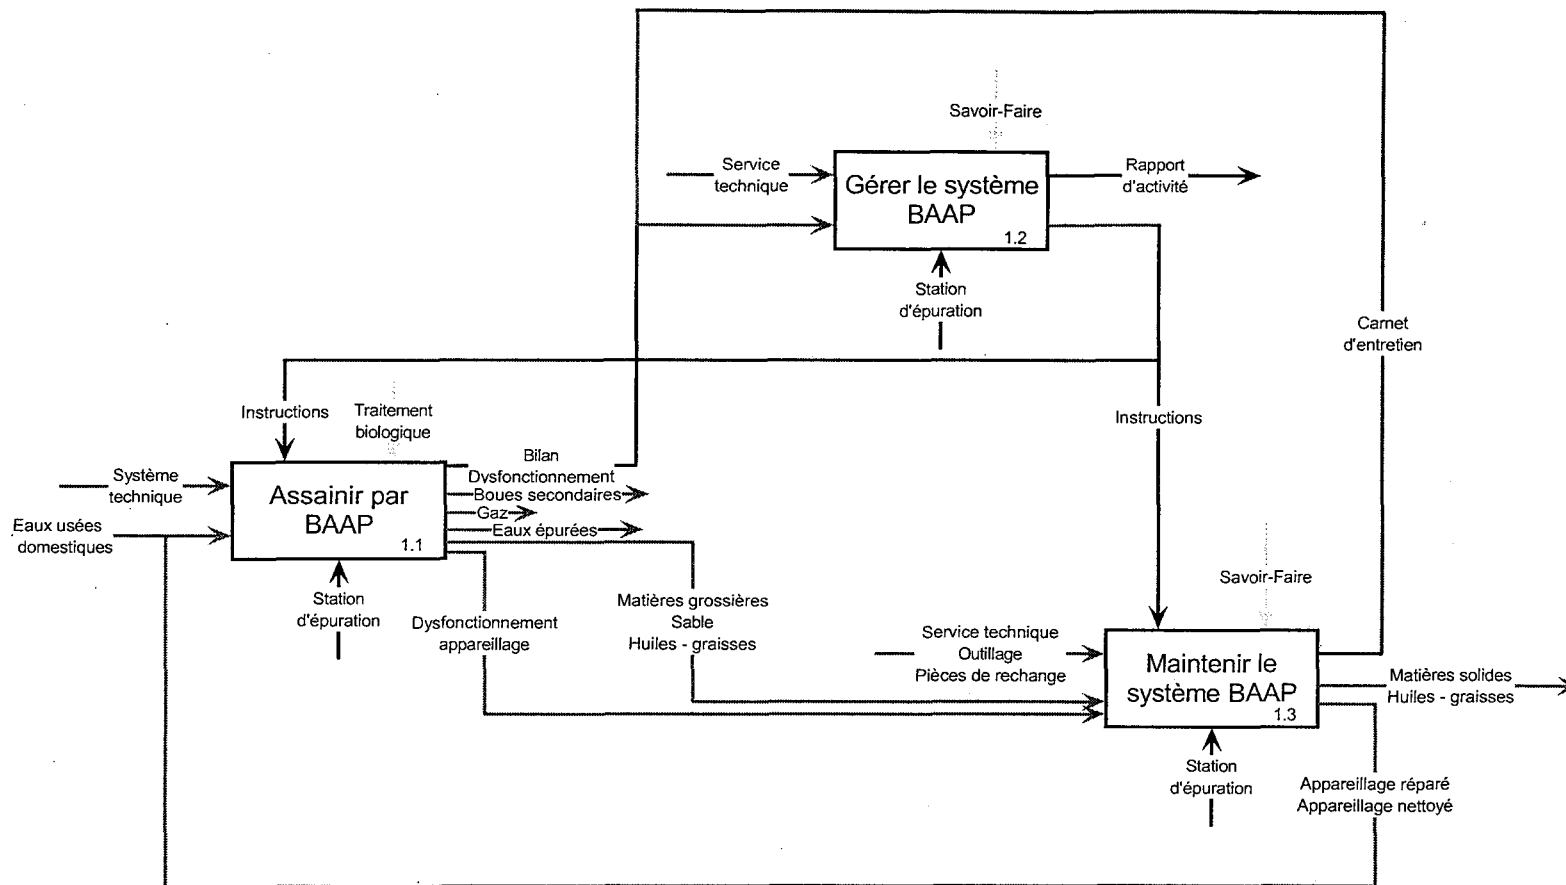 Savoir-Faire
Service
technique
Gérer le système
BAAP
1.2
Rapport
d'activité
Station
d'épuration
Carnet
d'entretien
Instructions
Traitement
biologique
Instructions
Système
technique
Eaux usées
domestiques
Assainir par
BAAP
1.1
Bilan
Dysfonctionnement
Boues secondaires
Gaz
Eaux épurées
Station
d'épuration
Dysfonctionnement
appareillage
Matières grossières
Sable
Huiles - graisses
Savoir-Faire
Service technique
Outillage
Pièces de rechange
Maintenir le
système BAAP
1.3
Matières solides
Huiles - graisses
Station
d'épuration
Appareillage réparé
Appareillage nettoyé